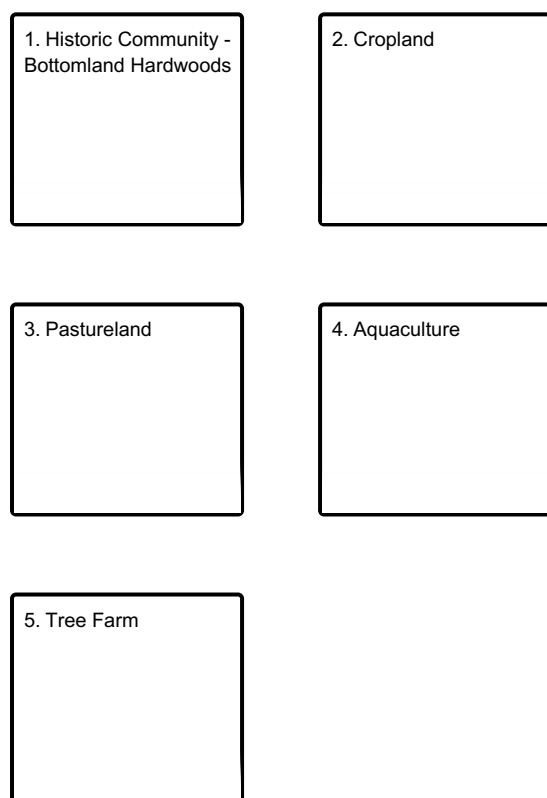 1. Historic Community -
Bottomland Hardwoods
2. Cropland
3. Pastureland
4. Aquaculture
5. Tree Farm